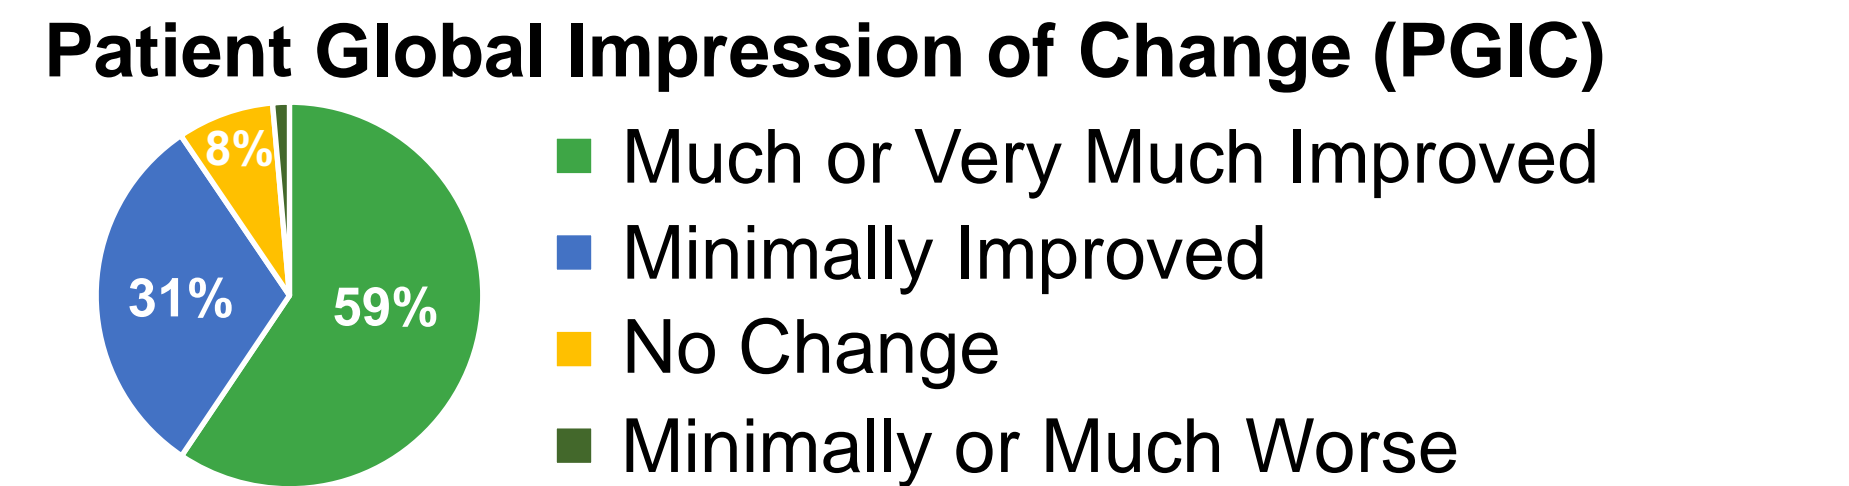 Patient Global Impression of Change (PGIC)
8%
31%
59%
Much or Very Much Improved
Minimally Improved
No Change
Minimally or Much Worse